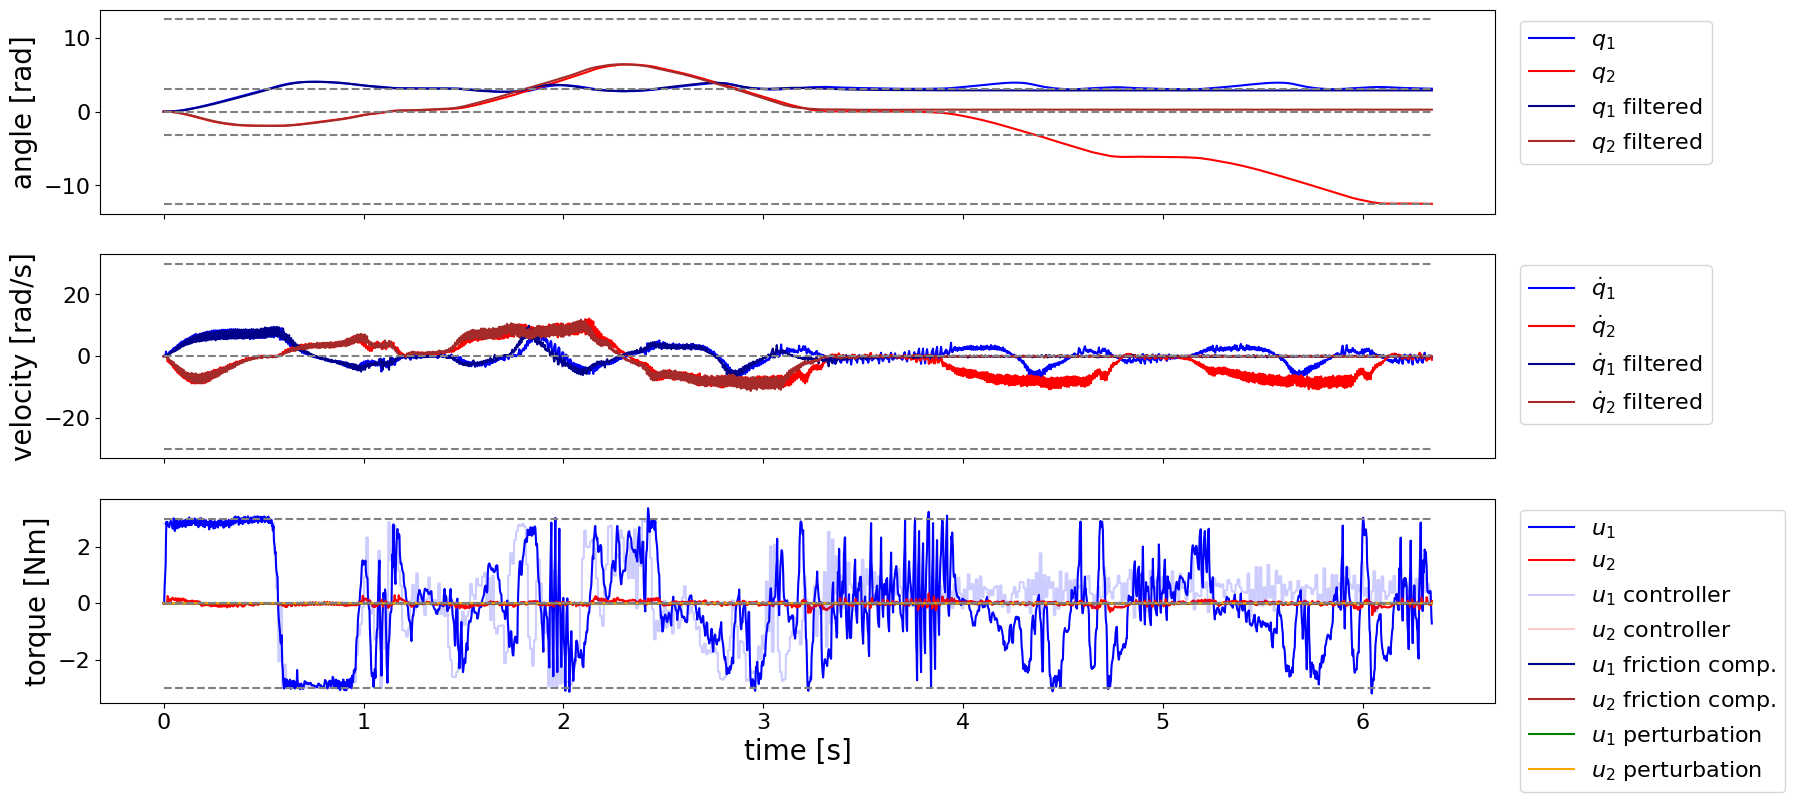 angle [rad]
10
0
−10
q₁
q₂
q₁ filtered
q₂ filtered
velocity [rad/s]
20
0
−20
q̇₁
q̇₂
q̇₁ filtered
q̇₂ filtered
torque [Nm]
2
0
−2
0 1 2 3 4 5 6
time [s]
u₁
u₂
u₁ controller
u₂ controller
u₁ friction comp.
u₂ friction comp.
u₁ perturbation
u₂ perturbation